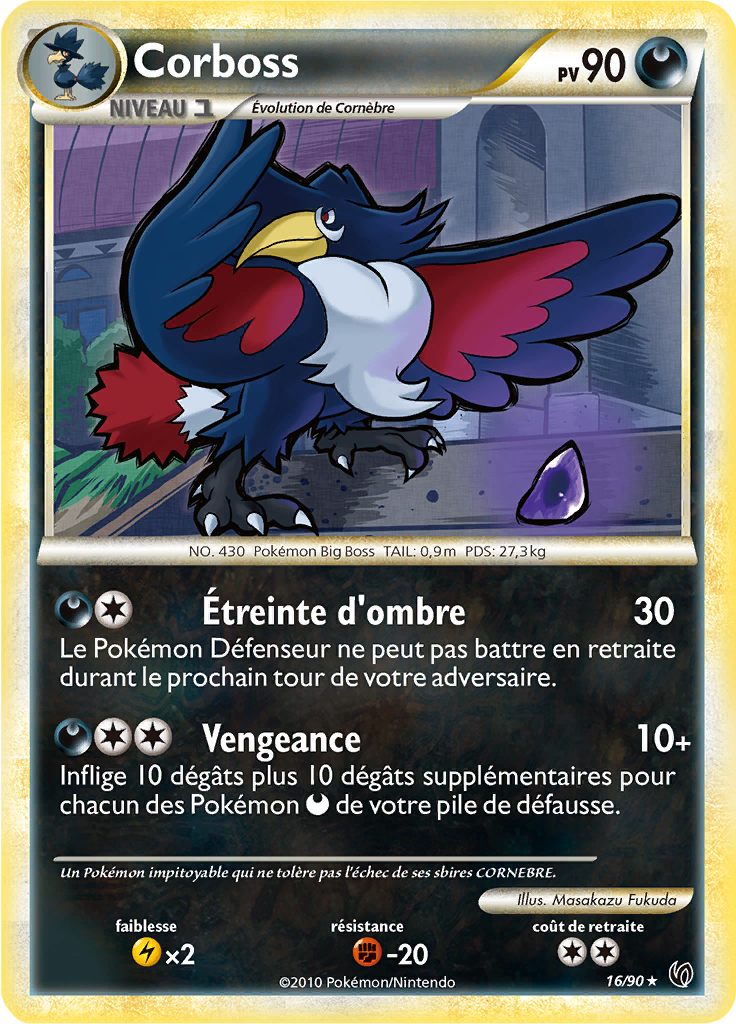 Corboss
PV 90
NIVEAU 1
Évolution de Cornèbre
NO. 430 Pokémon Big Boss TAIL: 0,9 m PDS: 27,3 kg
Étreinte d'ombre 30
Le Pokémon Défenseur ne peut pas battre en retraite
durant le prochain tour de votre adversaire.
Vengeance 10+
Inflige 10 dégâts plus 10 dégâts supplémentaires pour
chacun des Pokémon de votre pile de défausse.
Un Pokémon impitoyable qui ne tolère pas l'échec de ses sbires CORNEBRE.
Illus. Masakazu Fukuda
faiblesse résistance coût de retraite
×2 -20
©2010 Pokémon/Nintendo 16/90 ★